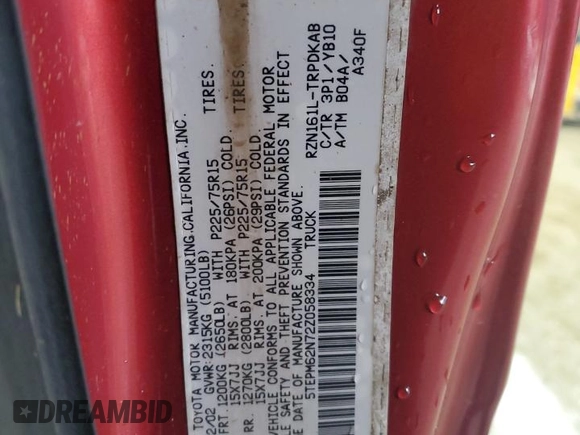 TOYOTA MOTOR MANUFACTURING.CALIFORNIA.INC.
2/02 GVWR:2315KG (5100LB)
FRT.1200KG (2650LB) WITH P225/75R15 TIRES.
15X7JJ RIMS. AT 180KPA (26PSI) COLD.
RR. 1270KG (2800LB) WITH P225/75R15 TIRES.
15X7JJ RIMS. AT 200KPA (29PSI) COLD.
VEHICLE CONFORMS TO ALL APPLICABLE FEDERAL MOTOR
LE SAFETY AND THEFT PREVENTION STANDARDS IN EFFECT
DATE OF MANUFACTURE SHOWN ABOVE.
5TEPM62N72Z058334 TRUCK
RZN161L-TRPDKAB
C/TR 3P1/YB10
A/TM B04A/
A340F
AUTOHISTORY.CAT